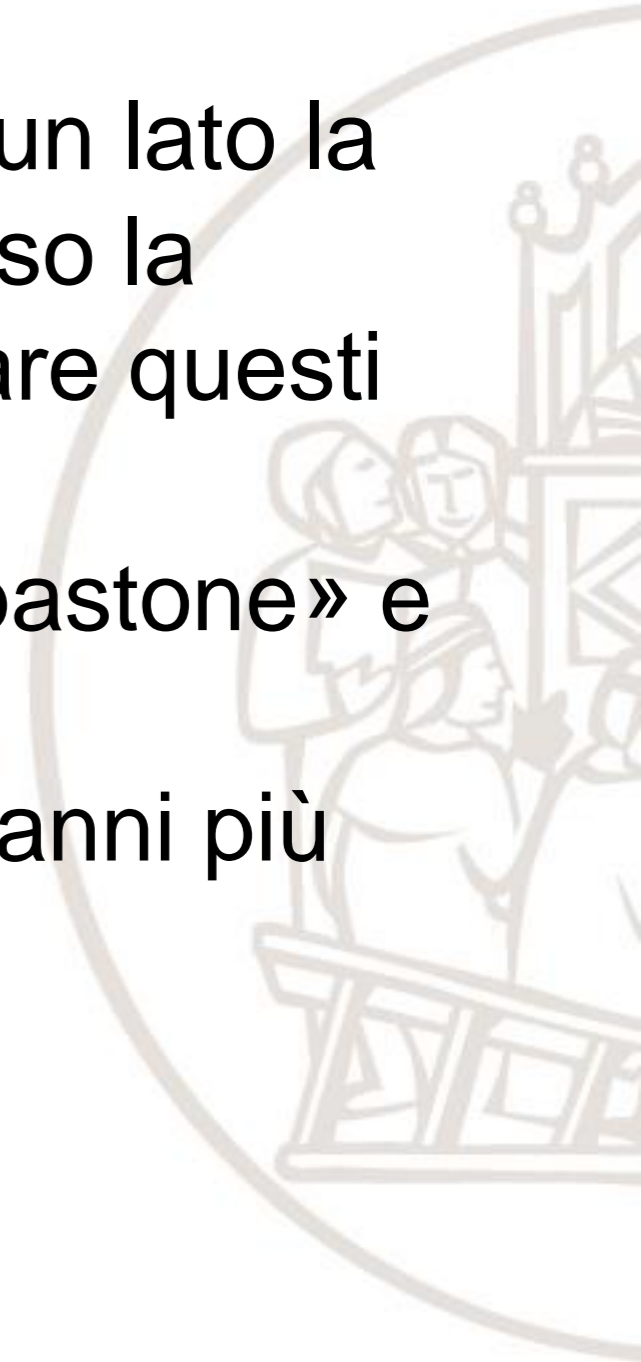 un lato la
so la
are questi
bastone» e
anni più